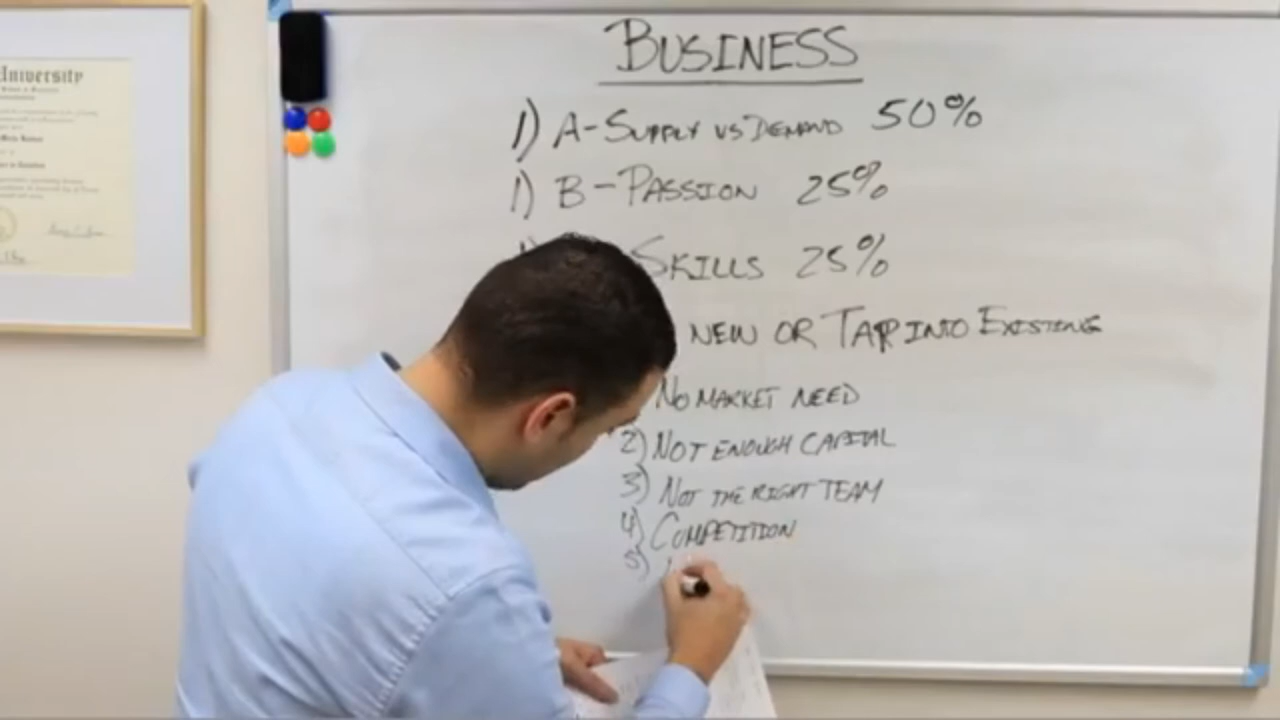 University
BUSINESS
1) A-SUPPLY VS DEMAND 50%
1) B-PASSION 25%
SKILLS 25%
NEW OR TAP INTO EXISTING
NO MARKET NEED
2) NOT ENOUGH CAPITAL
3) NOT THE RIGHT TEAM
4) COMPETITION
5)